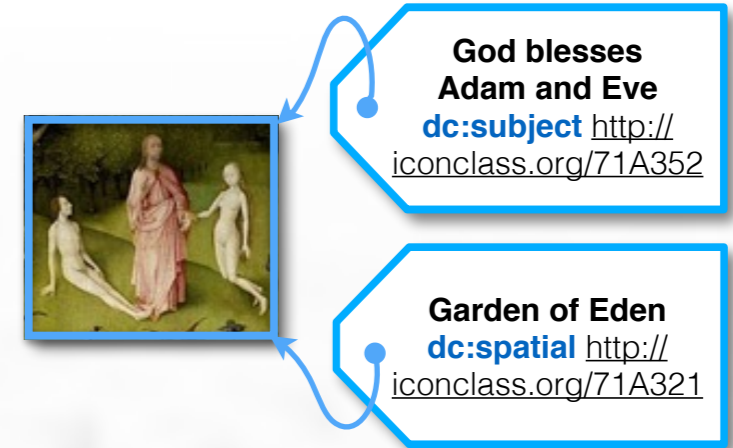 God blesses
Adam and Eve
dc:subject http://
iconclass.org/71A352
Garden of Eden
dc:spatial http://
iconclass.org/71A321